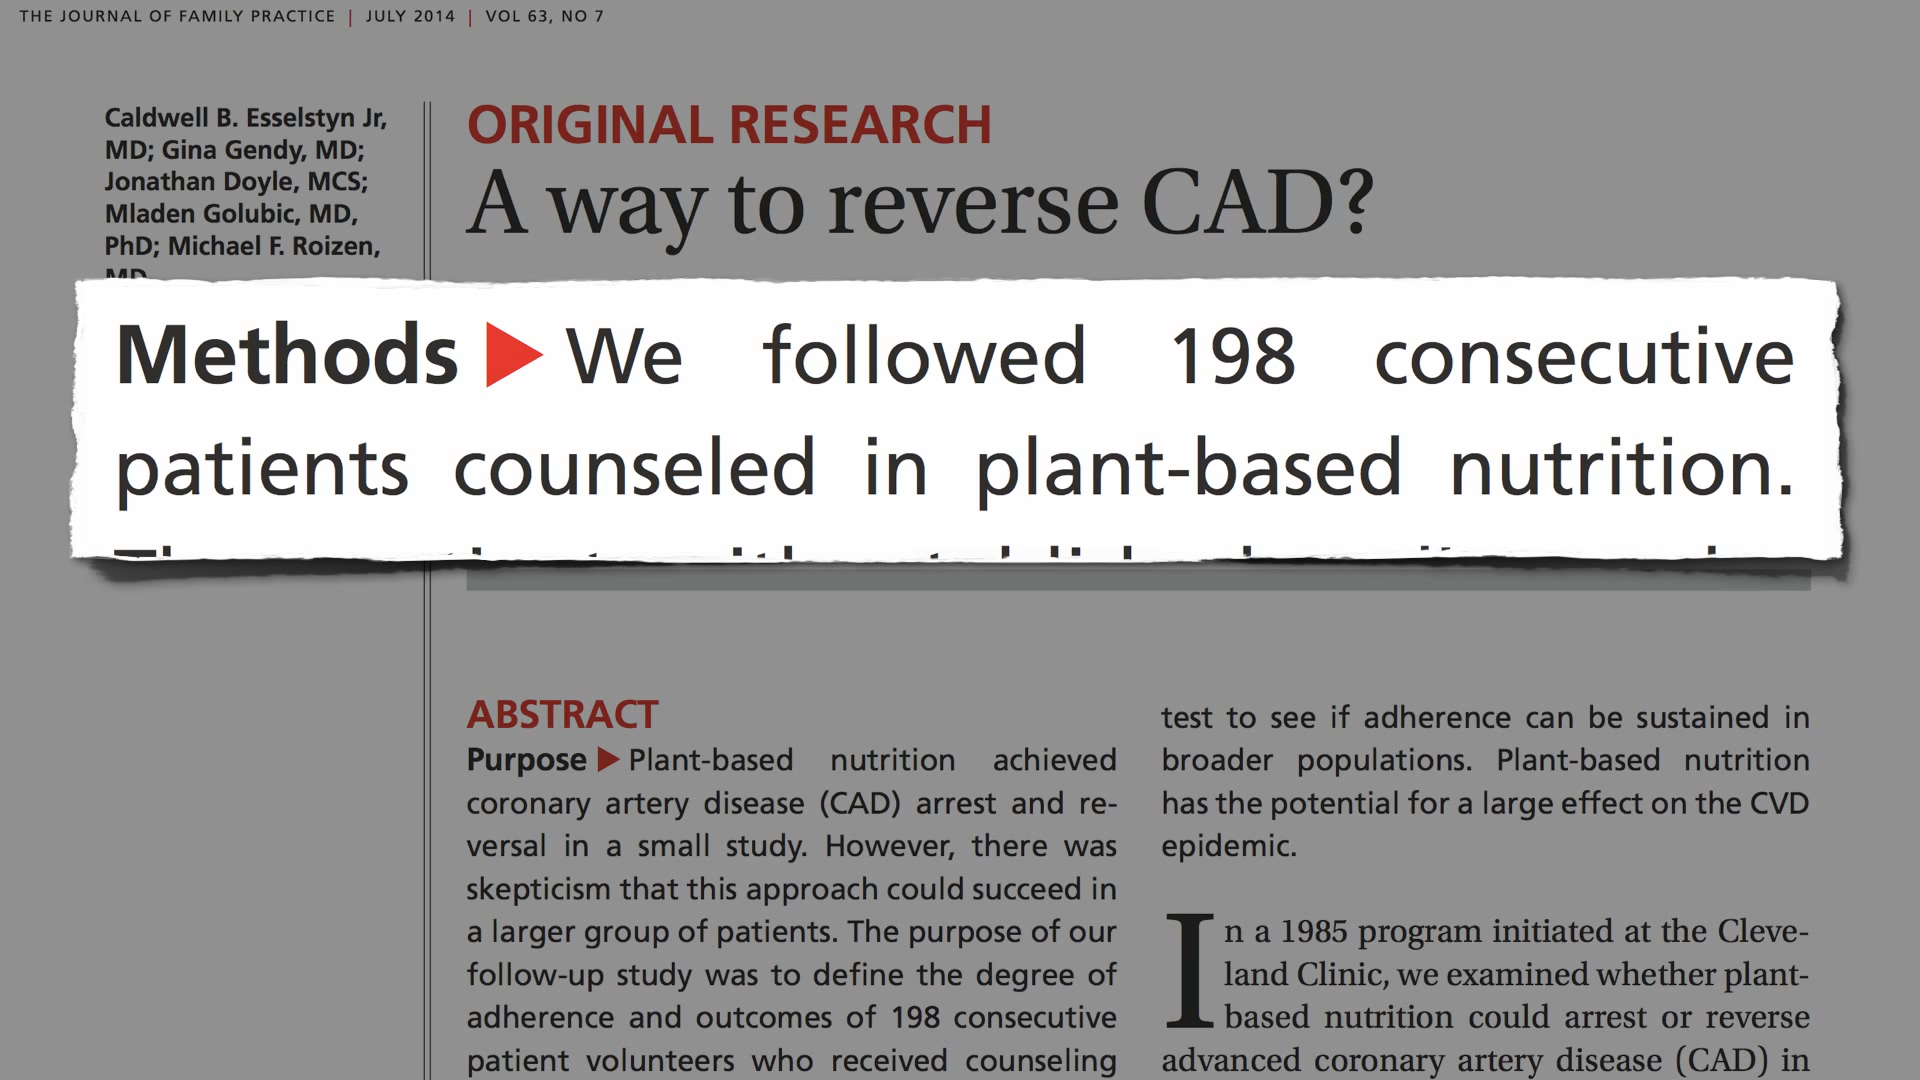 THE JOURNAL OF FAMILY PRACTICE | JULY 2014 | VOL 63, NO 7
Caldwell B. Esselstyn Jr,
MD; Gina Gendy, MD;
Jonathan Doyle, MCS;
Mladen Golubic, MD,
PhD; Michael F. Roizen,
MD
ORIGINAL RESEARCH
A way to reverse CAD?
Methods ▶ We followed 198 consecutive
patients counseled in plant-based nutrition.
ABSTRACT
Purpose ▶ Plant-based nutrition achieved
coronary artery disease (CAD) arrest and re-
versal in a small study. However, there was
skepticism that this approach could succeed in
a larger group of patients. The purpose of our
follow-up study was to define the degree of
adherence and outcomes of 198 consecutive
patient volunteers who received counseling
test to see if adherence can be sustained in
broader populations. Plant-based nutrition
has the potential for a large effect on the CVD
epidemic.
In a 1985 program initiated at the Cleve-
land Clinic, we examined whether plant-
based nutrition could arrest or reverse
advanced coronary artery disease (CAD) in